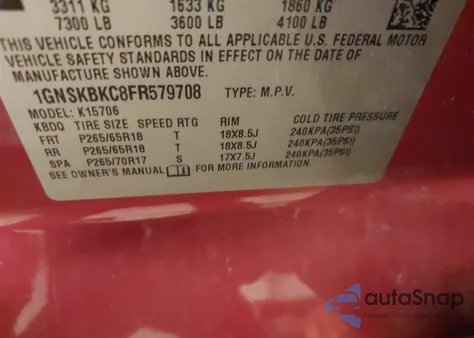 3311 KG 1633 KG 1860 KG
7300 LB 3600 LB 4100 LB
THIS VEHICLE CONFORMS TO ALL APPLICABLE U.S. FEDERAL MOTOR
VEHICLE SAFETY STANDARDS IN EFFECT ON THE DATE OF
MANUFACTURE SHOWN ABOVE.
1GNSKBKC8FR579708 TYPE: M.P.V.
MODEL: K15706
KBDQ TIRE SIZE SPEED RTG RIM COLD TIRE PRESSURE
FRT P265/65R18 T 18X8.5J 240KPA(35PSI)
RR P265/65R18 T 18X8.5J 240KPA(35PSI)
SPA P265/70R17 S 17X7.5J 240KPA(35PSI)
SEE OWNER'S MANUAL FOR MORE INFORMATION.
autaSnap